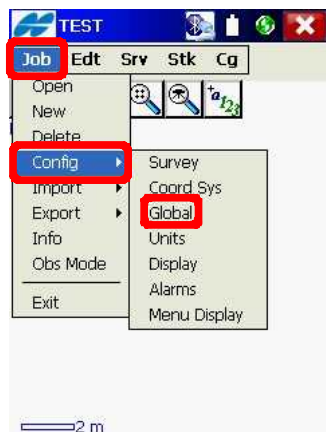 TEST
Job Edt Srv Stk Cg
Open
New
Delete
Config
Import
Export
Info
Obs Mode
Exit
Survey
Coord Sys
Global
Units
Display
Alarms
Menu Display
2 m